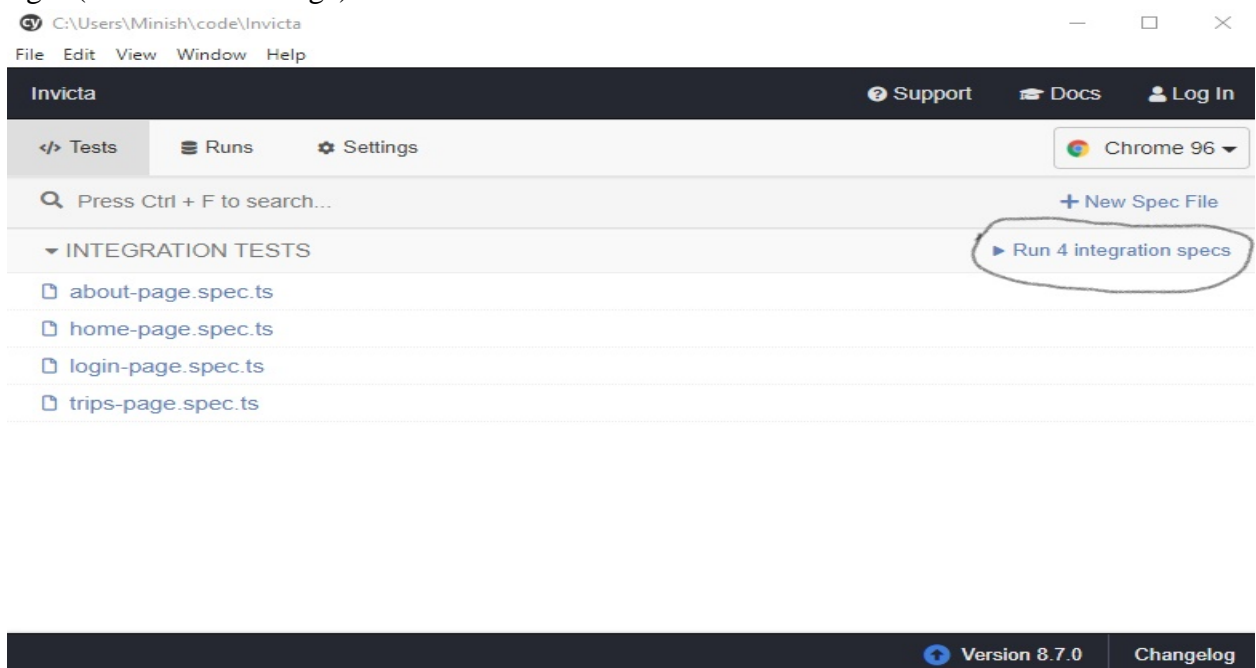 C:\Users\Minish\code\Invicta
File Edit View Window Help
Invicta Support Docs Log In
</> Tests Runs Settings Chrome 96
Press Ctrl + F to search... + New Spec File
INTEGRATION TESTS Run 4 integration specs
about-page.spec.ts
home-page.spec.ts
login-page.spec.ts
trips-page.spec.ts
Version 8.7.0 Changelog